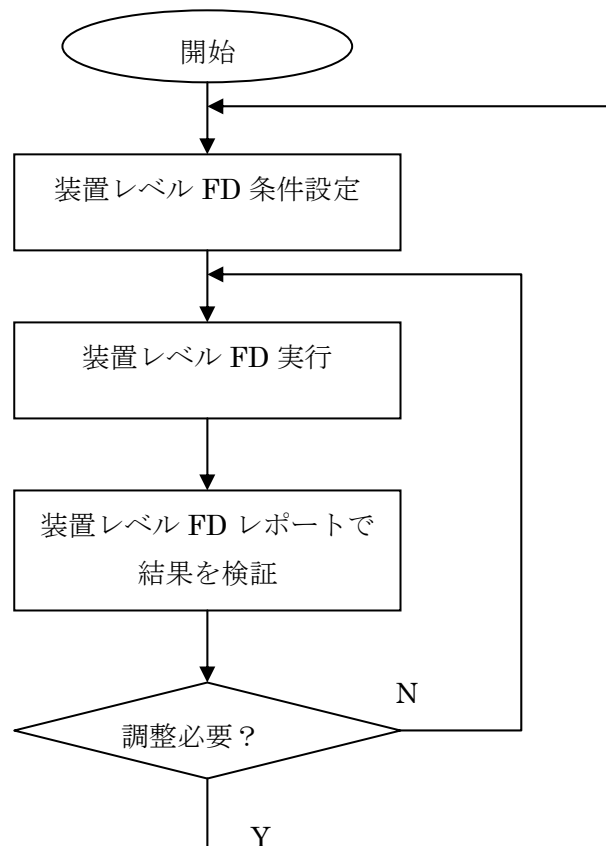 開始
装置レベル FD 条件設定
装置レベル FD 実行
装置レベル FD レポートで
結果を検証
N
調整必要？
Y